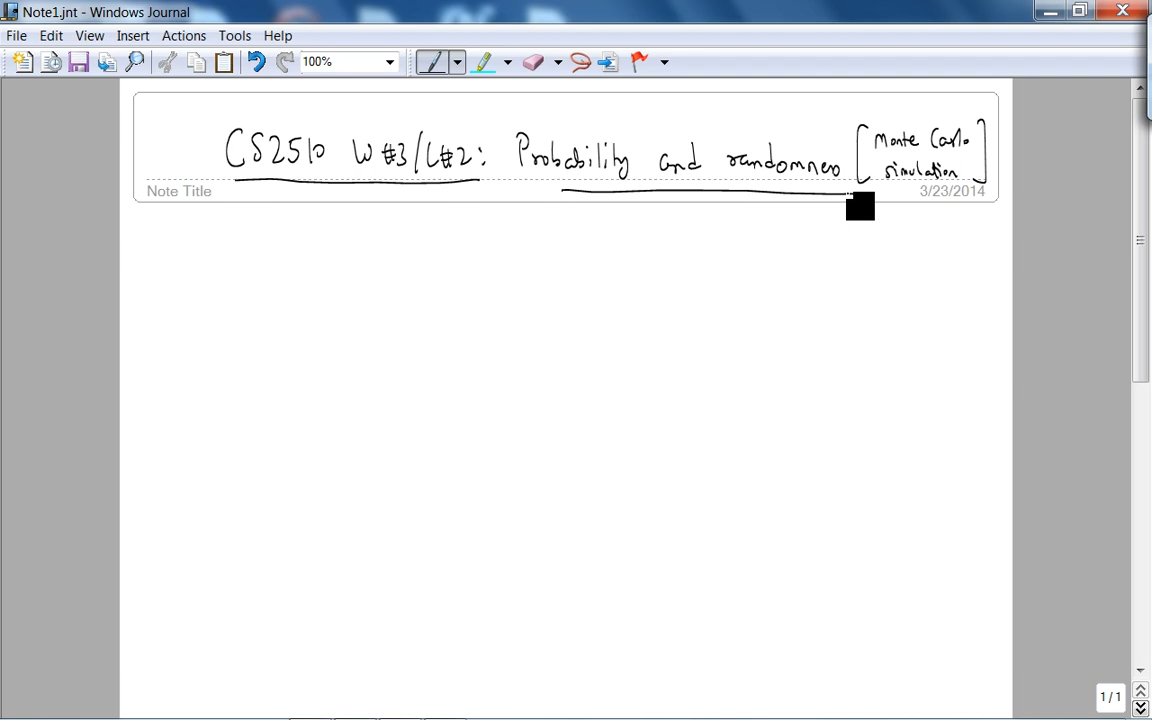 Note1.jnt - Windows Journal
File Edit View Insert Actions Tools Help
100%
CS2510 W#3/L#2: Probability and randomness [Monte Carlo
simulation]
Note Title 3/23/2014
1 / 1